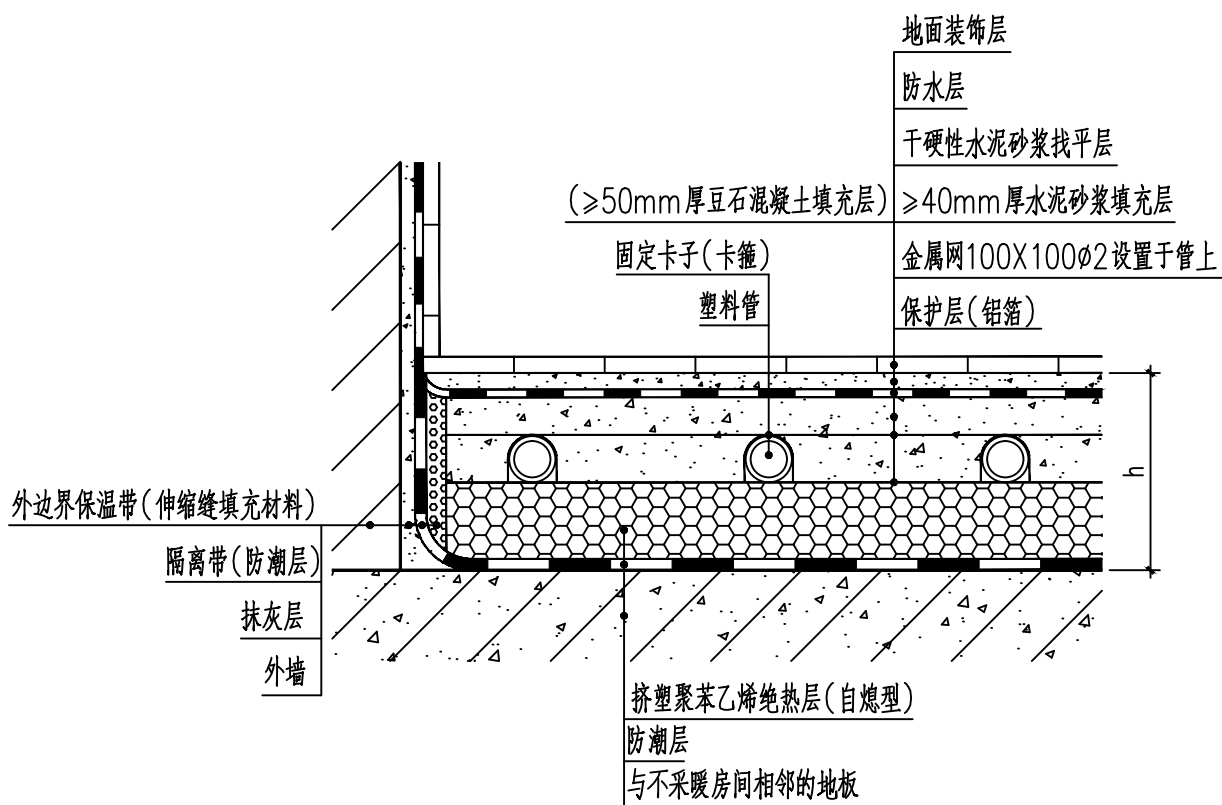 地面装饰层
防水层
干硬性水泥砂浆找平层
(≥50mm厚豆石混凝土填充层) ≥40mm厚水泥砂浆填充层
固定卡子(卡箍)
金属网100X100ø2设置于管上
塑料管
保护层(铝箔)
h
外边界保温带(伸缩缝填充材料)
隔离带(防潮层)
抹灰层
外墙
挤塑聚苯乙烯绝热层(自熄型)
防潮层
与不采暖房间相邻的地板